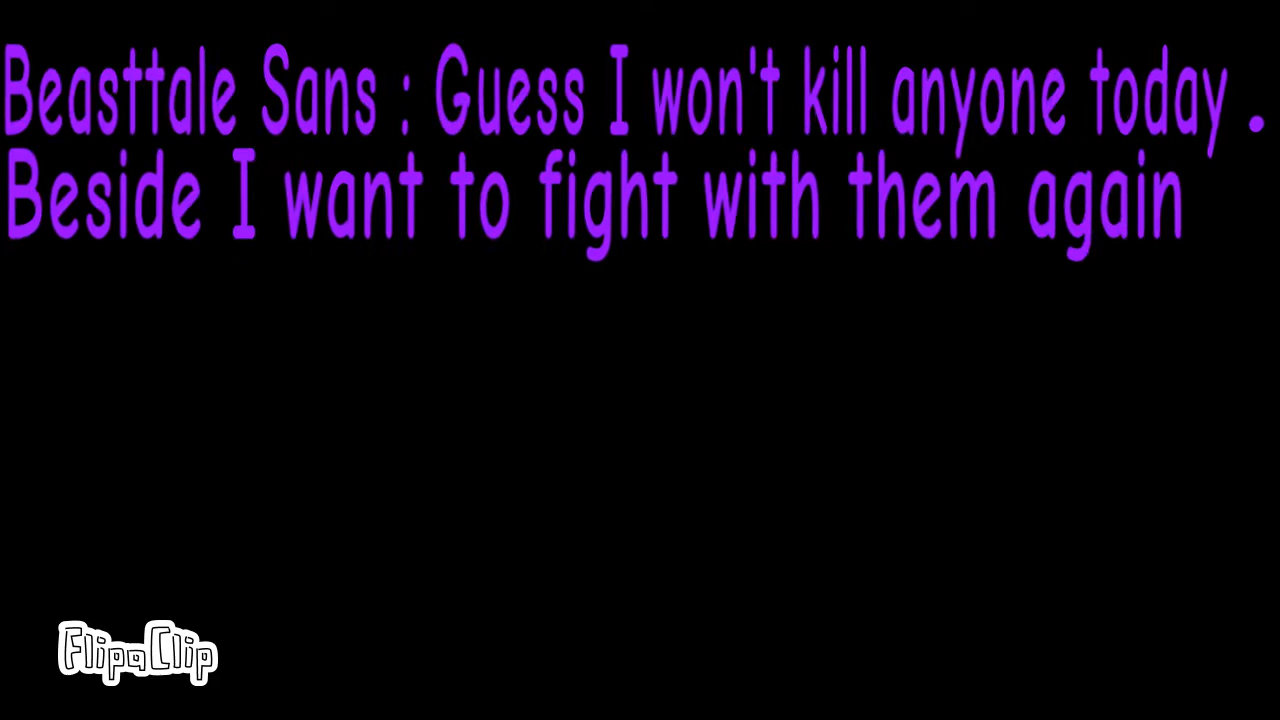 Beasttale Sans : Guess I won't kill anyone today .
Beside I want to fight with them again
FlipaClip